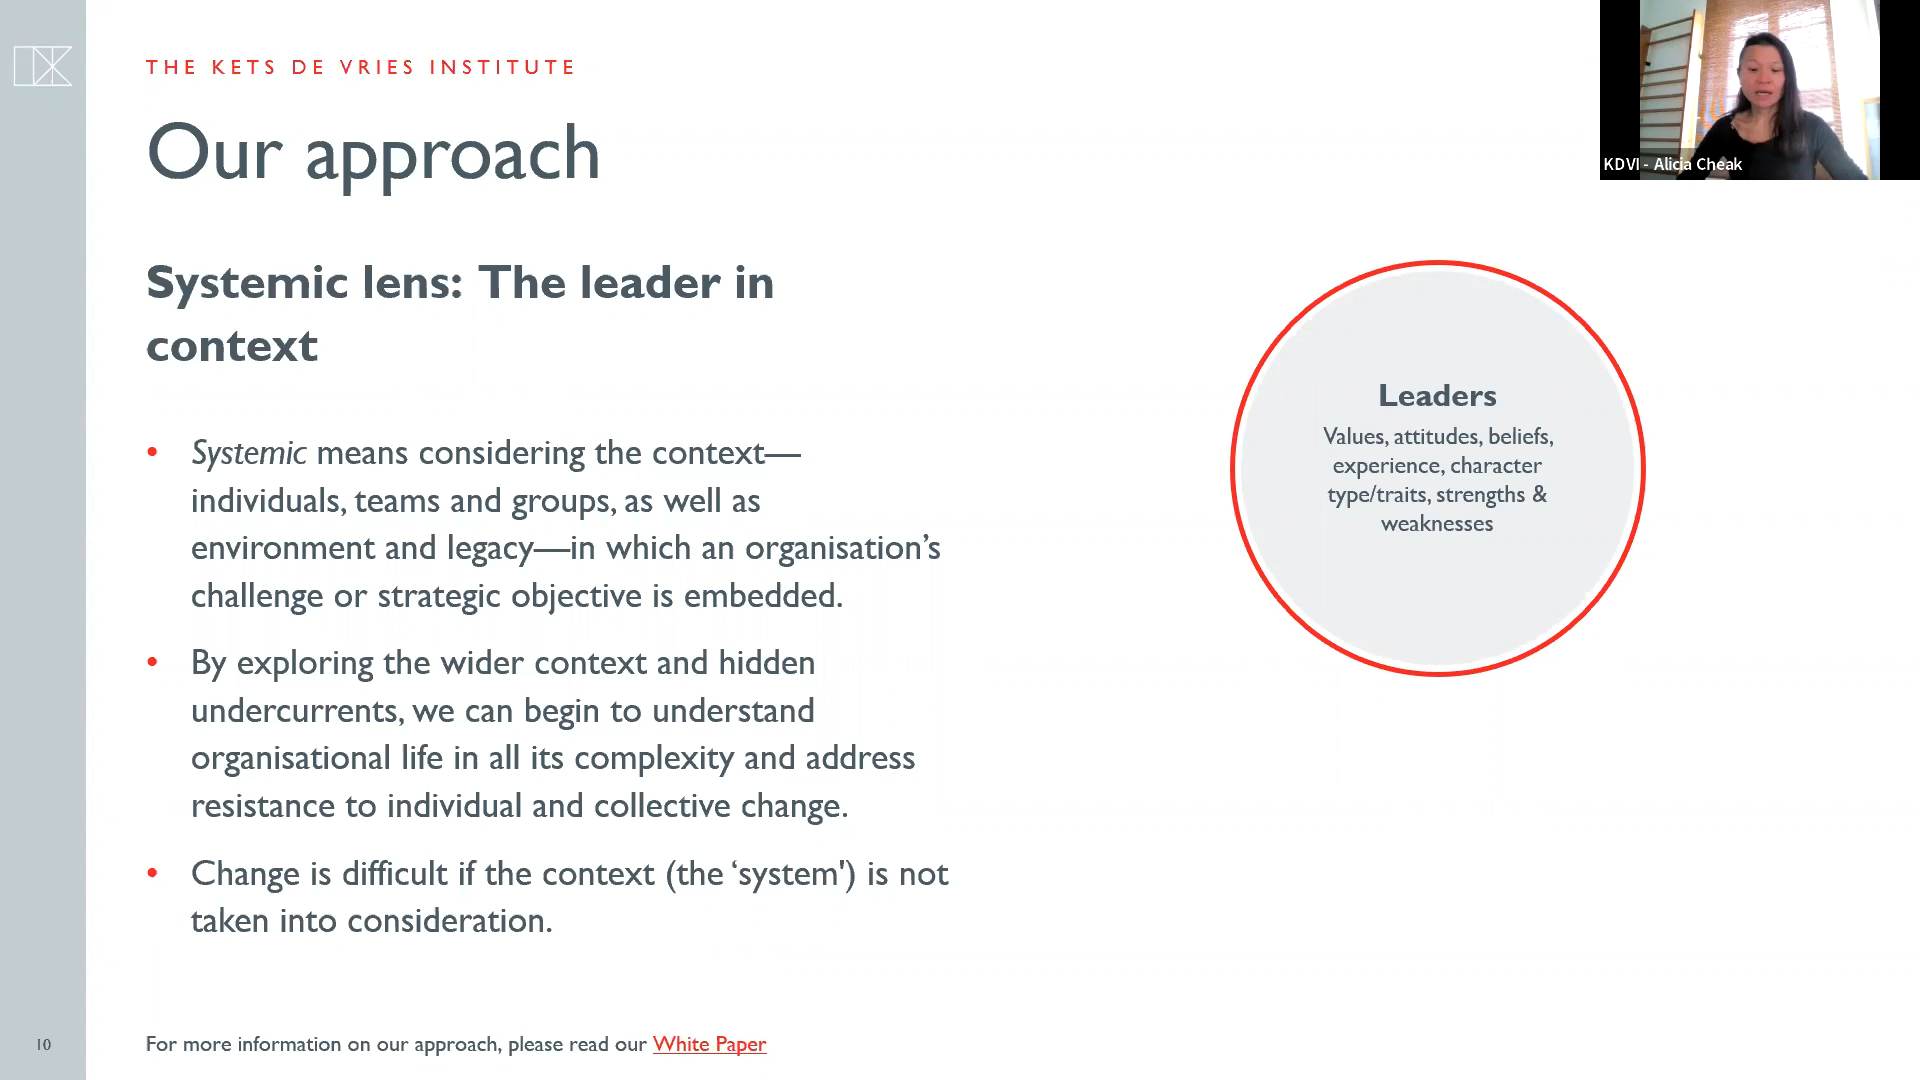 THE KETS DE VRIES INSTITUTE
Our approach
Systemic lens: The leader in
context
• Systemic means considering the context—
individuals, teams and groups, as well as
environment and legacy—in which an organisation’s
challenge or strategic objective is embedded.
• By exploring the wider context and hidden
undercurrents, we can begin to understand
organisational life in all its complexity and address
resistance to individual and collective change.
• Change is difficult if the context (the ‘system') is not
taken into consideration.
Leaders
Values, attitudes, beliefs,
experience, character
type/traits, strengths &
weaknesses
KDVI - Alicia Cheak
10
For more information on our approach, please read our White Paper